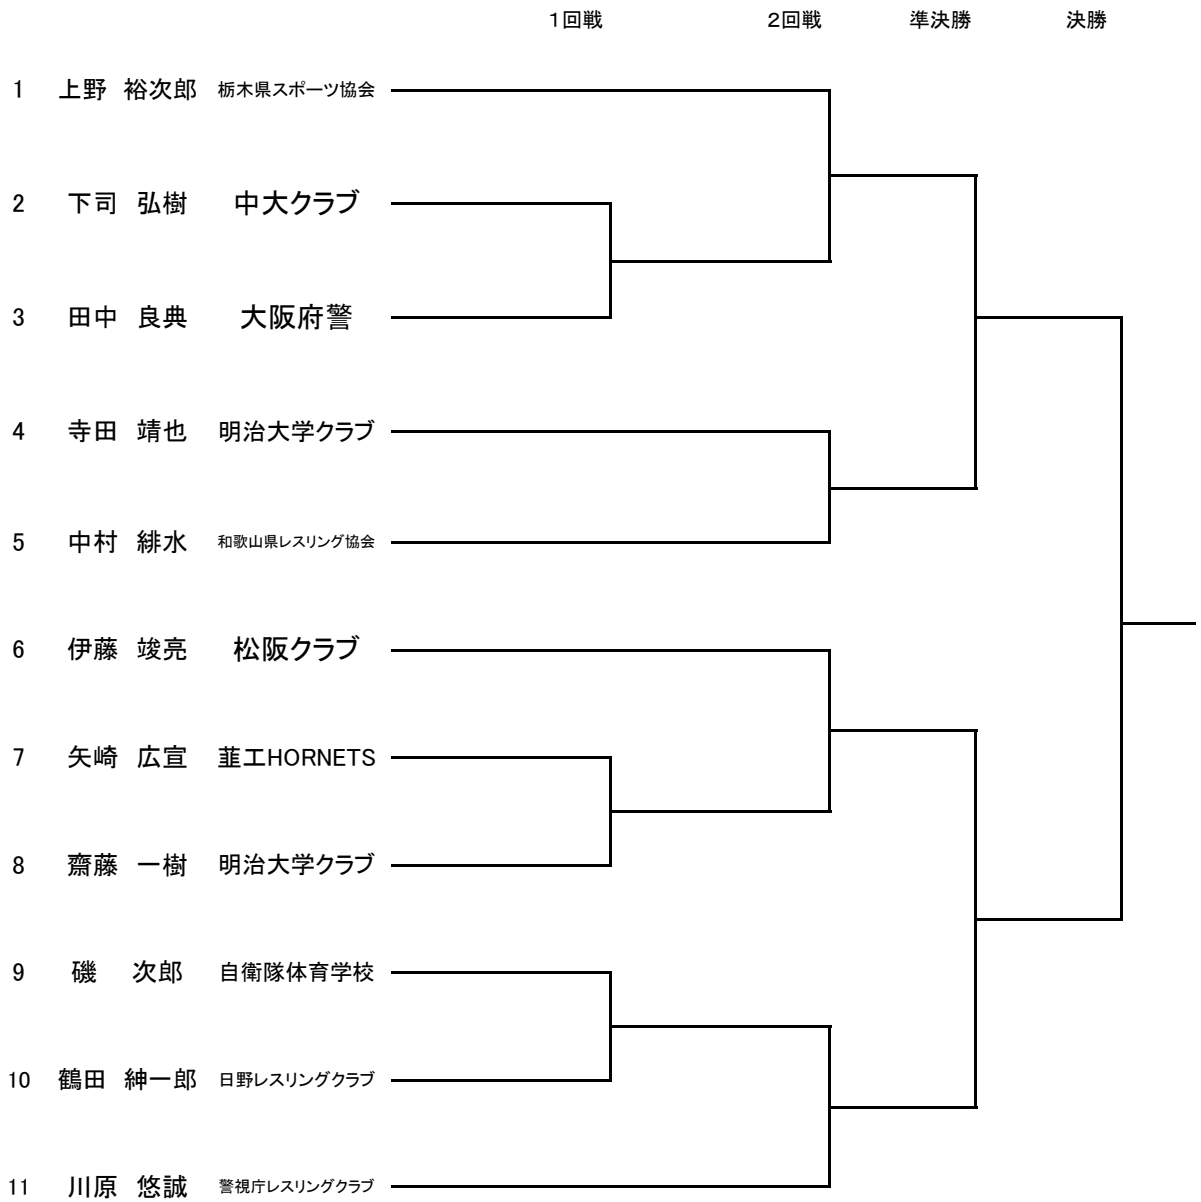 １回戦 ２回戦 準決勝 決勝
1 上野 裕次郎 栃木県スポーツ協会
2 下司 弘樹 中大クラブ
3 田中 良典 大阪府警
4 寺田 靖也 明治大学クラブ
5 中村 緋水 和歌山県レスリング協会
6 伊藤 竣亮 松阪クラブ
7 矢崎 広宣 韮工HORNETS
8 齋藤 一樹 明治大学クラブ
9 磯 次郎 自衛隊体育学校
10 鶴田 紳一郎 日野レスリングクラブ
11 川原 悠誠 警視庁レスリングクラブ